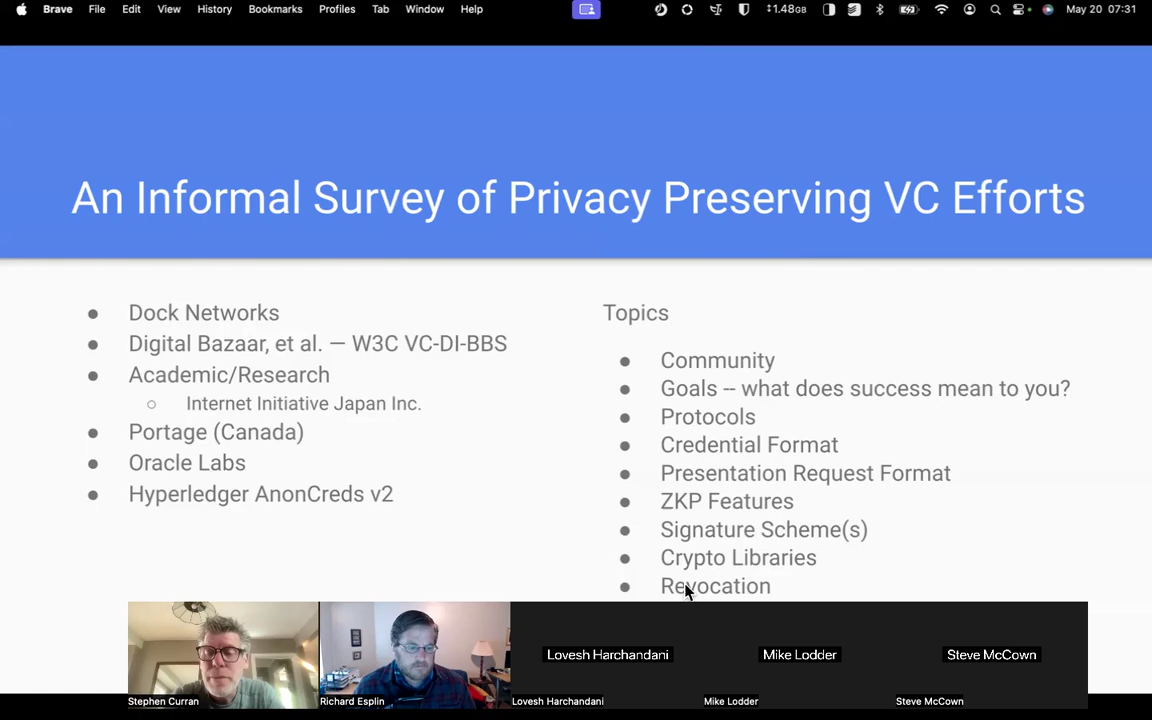 Brave File Edit View History Bookmarks Profiles Tab Window Help 1.48GB May 20 07:31
An Informal Survey of Privacy Preserving VC Efforts
Dock Networks
Digital Bazaar, et al. — W3C VC-DI-BBS
Academic/Research
Internet Initiative Japan Inc.
Portage (Canada)
Oracle Labs
Hyperledger AnonCreds v2
Topics
Community
Goals -- what does success mean to you?
Protocols
Credential Format
Presentation Request Format
ZKP Features
Signature Scheme(s)
Crypto Libraries
Revocation
Lovesh Harchandani Mike Lodder Steve McCown
Stephen Curran Richard Esplin Lovesh Harchandani Mike Lodder Steve McCown